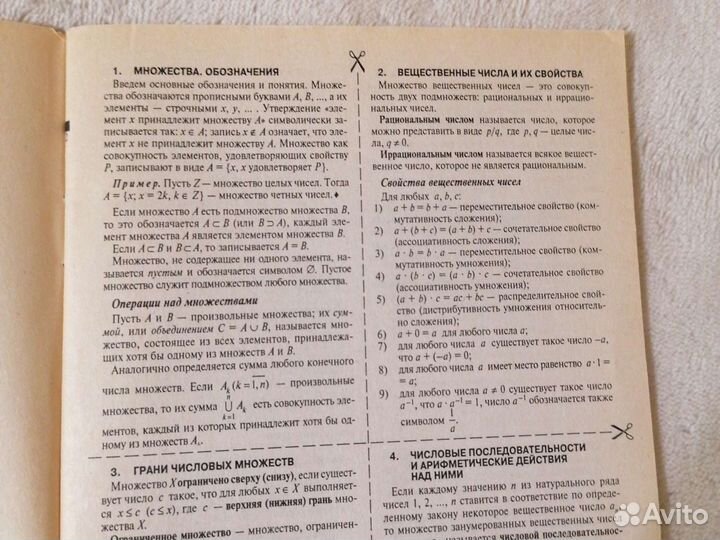 1. МНОЖЕСТВА. ОБОЗНАЧЕНИЯ
Введем основные обозначения и понятия. Множе-
ства обозначаются прописными буквами A, B, ..., а их
элементы — строчными x, y, ... . Утверждение «эле-
мент x принадлежит множеству A» символически за-
писывается так: x ∈ A; запись x ∉ A означает, что эле-
мент x не принадлежит множеству A. Множество как
совокупность элементов, удовлетворяющих свойству
P, записывают в виде A = {x, x удовлетворяет P}.
Пример. Пусть Z — множество целых чисел. Тогда
A = {x; x = 2k, k ∈ Z} — множество четных чисел.♦
Если множество A есть подмножество множества B,
то это обозначается A ⊂ B (или B ⊃ A), каждый эле-
мент множества A является элементом множества B.
Если A ⊂ B и B ⊂ A, то записывается A = B.
Множество, не содержащее ни одного элемента, на-
зывается пустым и обозначается символом ∅. Пустое
множество служит подмножеством любого множества.
Операции над множествами
Пусть A и B — произвольные множества; их сум-
мой, или объединением C = A ∪ B, называется мно-
жество, состоящее из всех элементов, принадлежа-
щих хотя бы одному из множеств A и B.
Аналогично определяется сумма любого конечного
числа множеств. Если Aₖ (k = 1, n) — произвольные
множества, то их сумма n ∪ k=1 Aₖ есть совокупность эле-
ментов, каждый из которых принадлежит хотя бы од-
ному из множеств Aₖ.
2. ВЕЩЕСТВЕННЫЕ ЧИСЛА И ИХ СВОЙСТВА
Множество вещественных чисел — это совокуп-
ность двух подмножеств: рациональных и иррацио-
нальных чисел.
Рациональным числом называется число, которое
можно представить в виде p/q, где p, q — целые чис-
ла, q ≠ 0.
Иррациональным числом называется всякое вещест-
венное число, которое не является рациональным.
Свойства вещественных чисел
Для любых a, b, c:
1) a + b = b + a — переместительное свойство (ком-
мутативность сложения);
2) a + (b + c) = (a + b) + c — сочетательное свойство
(ассоциативность сложения);
3) a · b = b · a — переместительное свойство (ком-
мутативность умножения);
4) a · (b · c) = (a · b) · c — сочетательное свойство
(ассоциативность умножения);
5) (a + b) · c = ac + bc — распределительное свой-
ство (дистрибутивность умножения относитель-
но сложения);
6) a + 0 = a для любого числа a;
7) для любого числа a существует такое число –a,
что a + (–a) = 0;
8) для любого числа a имеет место равенство a · 1 =
= a;
9) для любого числа a ≠ 0 существует такое число
a⁻¹, что a · a⁻¹ = 1, число a⁻¹ обозначается также
символом 1/a.
3. ГРАНИ ЧИСЛОВЫХ МНОЖЕСТВ
Множество X ограничено сверху (снизу), если сущест-
вует число c такое, что для любых x ∈ X выполняет-
ся x ≤ c (c ≤ x), где c — верхняя (нижняя) грань мно-
жества X.
Ограниченное множество — множество, ограничен-
4. ЧИСЛОВЫЕ ПОСЛЕДОВАТЕЛЬНОСТИ
И АРИФМЕТИЧЕСКИЕ ДЕЙСТВИЯ
НАД НИМИ
Если каждому значению n из натурального ряда
чисел 1, 2, ..., n ставится в соответствие по опреде-
ленному закону некоторое вещественное число aₙ,
то множество занумерованных вещественных чисел
называется числовой последовательнос-
Avito